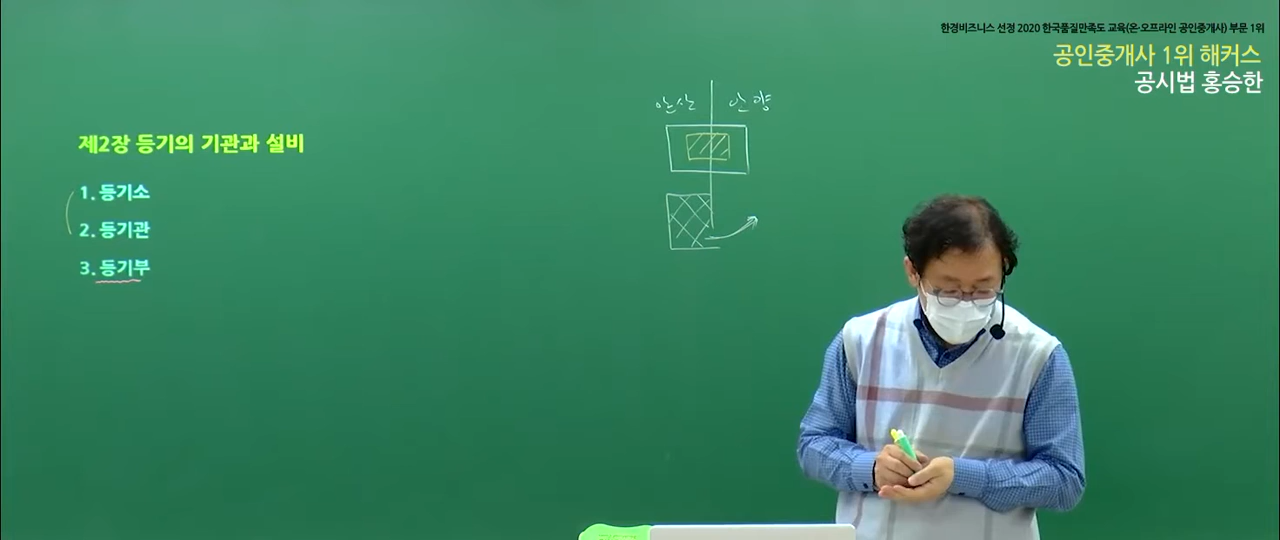 한경비즈니스 선정 2020 한국품질만족도 교육(온·오프라인 공인중개사) 부문 1위
공인중개사 1위 해커스
공시법 홍승한
안산 안양
제2장 등기의 기관과 설비
1. 등기소
2. 등기관
3. 등기부